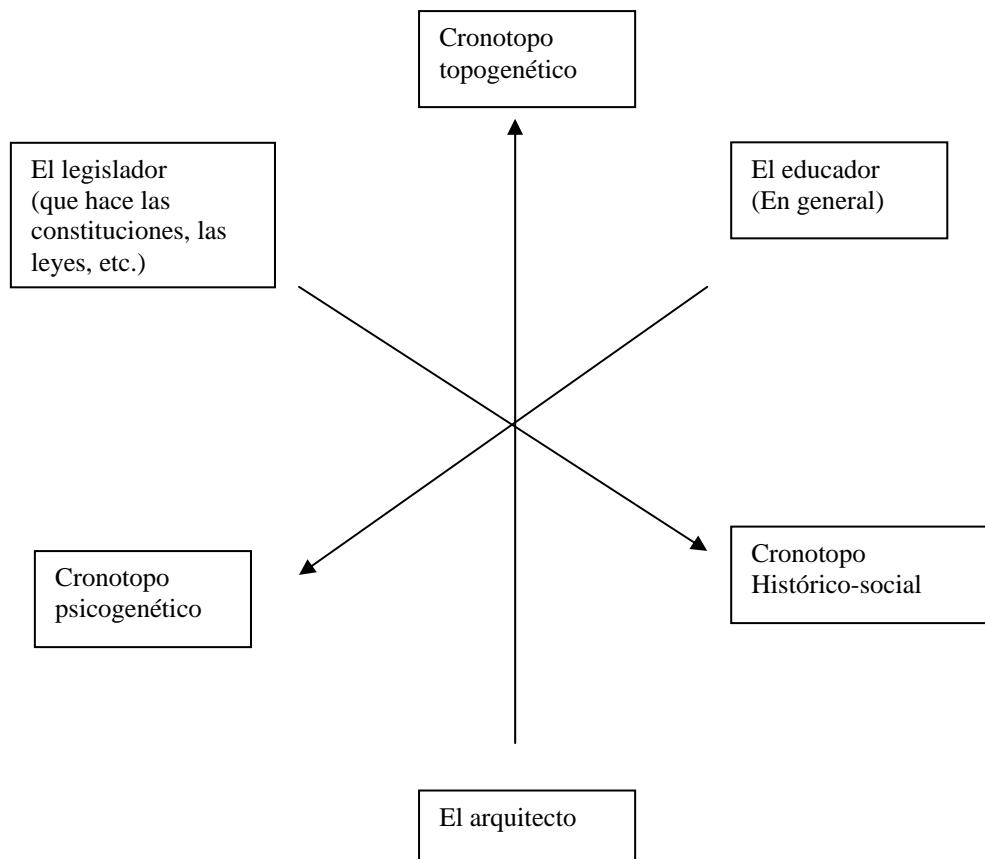 Cronotopo
topogenético
El legislador
(que hace las
constituciones, las
leyes, etc.)
El educador
(En general)
Cronotopo
psicogenético
Cronotopo
Histórico-social
El arquitecto